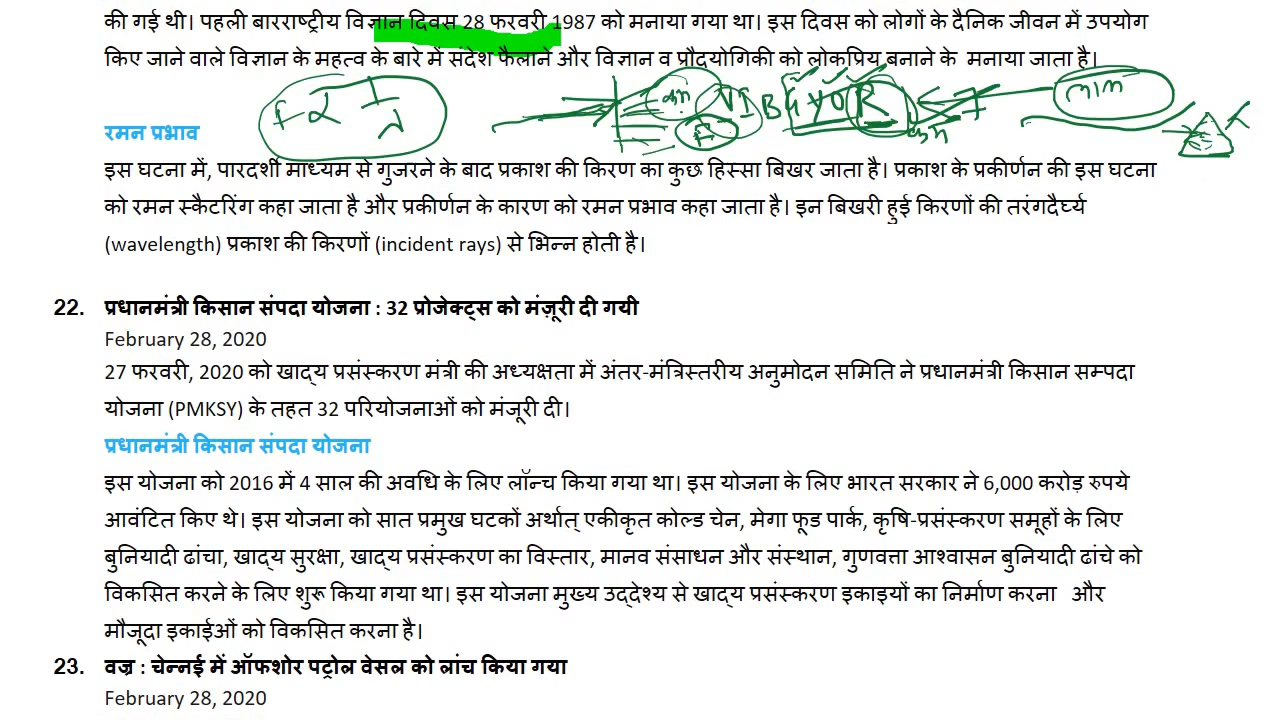 की गई थी। पहली बारराष्ट्रीय विज्ञान दिवस 28 फरवरी 1987 को मनाया गया था। इस दिवस को लोगों के दैनिक जीवन में उपयोग
किए जाने वाले विज्ञान के महत्व के बारे में संदेश फैलाने और विज्ञान व प्रौदयोगिकी को लोकप्रिय बनाने के मनाया जाता है।
VIBGYOR
रमन प्रभाव
इस घटना में, पारदर्शी माध्यम से गुजरने के बाद प्रकाश की किरण का कुछ हिस्सा बिखर जाता है। प्रकाश के प्रकीर्णन की इस घटना
को रमन स्कैटरिंग कहा जाता है और प्रकीर्णन के कारण को रमन प्रभाव कहा जाता है। इन बिखरी हुई किरणों की तरंगदैर्घ्य
(wavelength) प्रकाश की किरणों (incident rays) से भिन्न होती है।
22. प्रधानमंत्री किसान संपदा योजना : 32 प्रोजेक्ट्स को मंज़ूरी दी गयी
February 28, 2020
27 फरवरी, 2020 को खाद्य प्रसंस्करण मंत्री की अध्यक्षता में अंतर-मंत्रिस्तरीय अनुमोदन समिति ने प्रधानमंत्री किसान सम्पदा
योजना (PMKSY) के तहत 32 परियोजनाओं को मंजूरी दी।
प्रधानमंत्री किसान संपदा योजना
इस योजना को 2016 में 4 साल की अवधि के लिए लॉन्च किया गया था। इस योजना के लिए भारत सरकार ने 6,000 करोड़ रुपये
आवंटित किए थे। इस योजना को सात प्रमुख घटकों अर्थात् एकीकृत कोल्ड चेन, मेगा फूड पार्क, कृषि-प्रसंस्करण समूहों के लिए
बुनियादी ढांचा, खाद्य सुरक्षा, खाद्य प्रसंस्करण का विस्तार, मानव संसाधन और संस्थान, गुणवत्ता आश्वासन बुनियादी ढांचे को
विकसित करने के लिए शुरू किया गया था। इस योजना मुख्य उद्देश्य से खाद्य प्रसंस्करण इकाइयों का निर्माण करना और
मौजूदा इकाईओं को विकसित करना है।
23. वज्र : चेन्नई में ऑफशोर पट्रोल वेसल को लांच किया गया
February 28, 2020